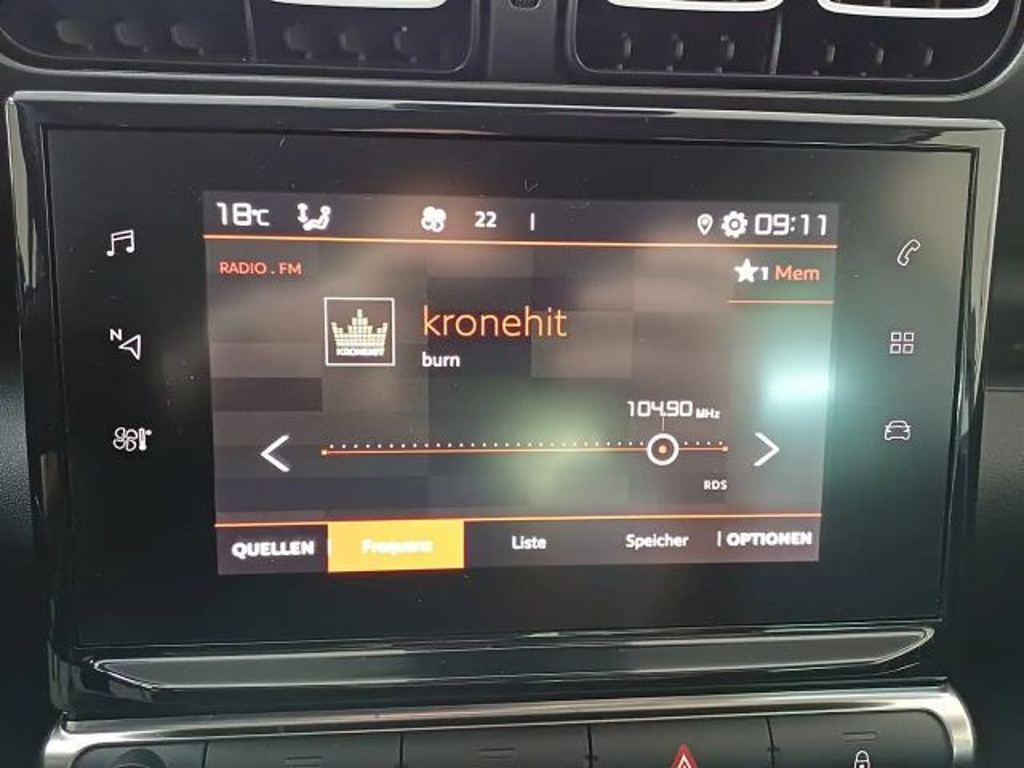 18°C 22 09:11
RADIO . FM
1 Mem
kronehit
KRONEHIT
burn
104.90 MHz
N
RDS
QUELLEN Frequenz Liste Speicher OPTIONEN